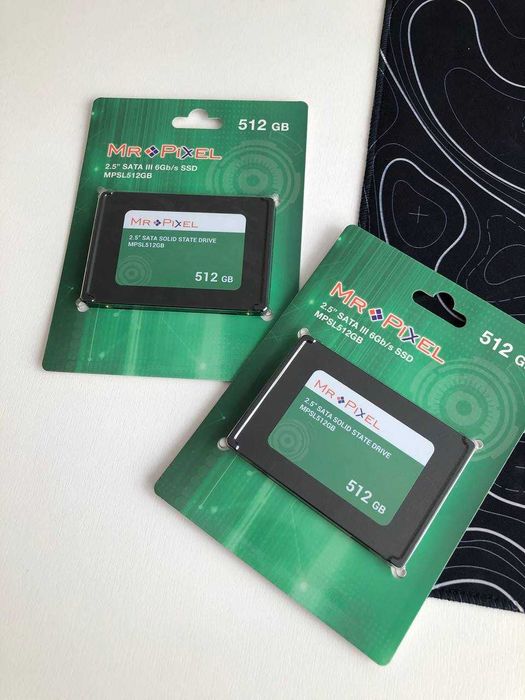 512 GB
MR PIXEL
2.5" SATA III 6Gb/s SSD
MPSL512GB
MR PIXEL
2.5" SATA SOLID STATE DRIVE
MPSL512GB
512 GB
MR PIXEL
512 GB
2.5" SATA III 6Gb/s SSD
MPSL512GB
MR PIXEL
2.5" SATA SOLID STATE DRIVE
MPSL512GB
512 GB